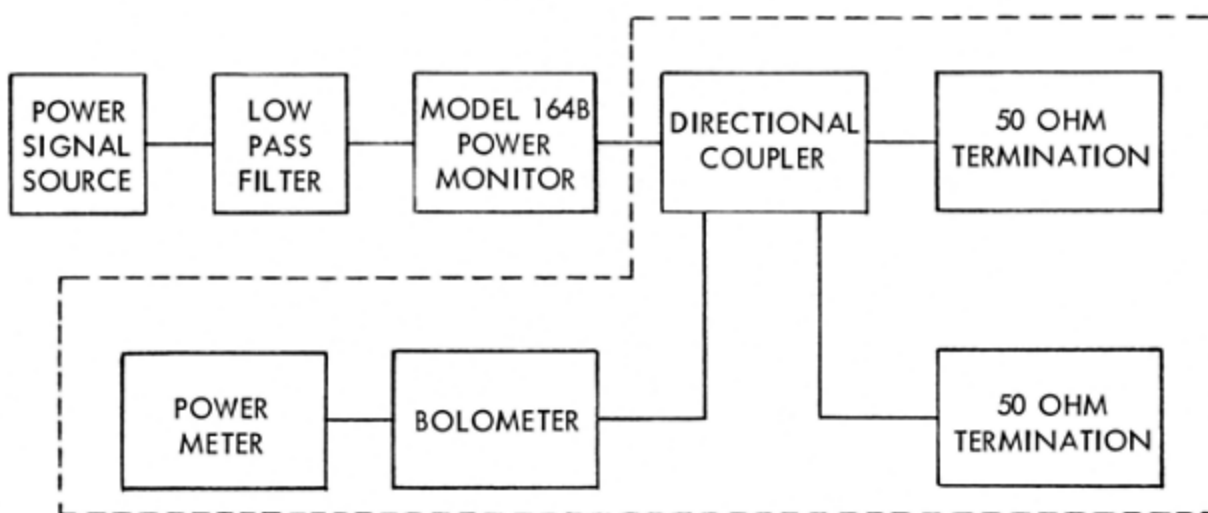 POWER
SIGNAL
SOURCE
LOW
PASS
FILTER
MODEL 164B
POWER
MONITOR
DIRECTIONAL
COUPLER
50 OHM
TERMINATION
POWER
METER
BOLOMETER
50 OHM
TERMINATION